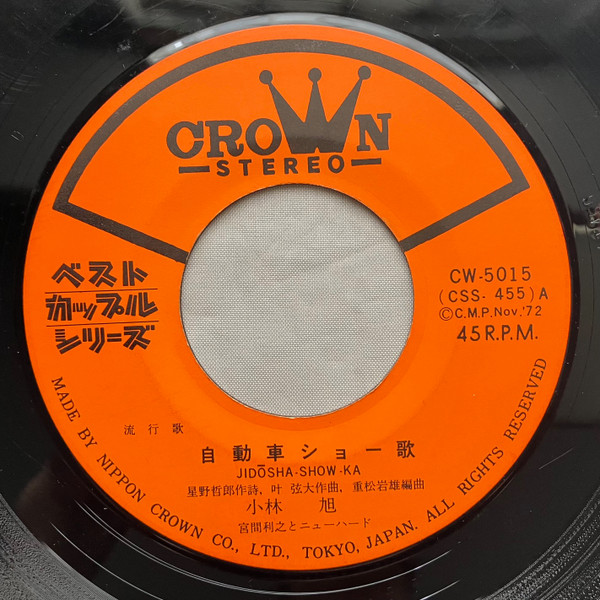 CROWN
STEREO
ベスト
カップル
シリーズ
CW-5015
(CSS- 455) A
©C.M.P. Nov.'72
45 R.P.M.
流行歌
自動車ショー歌
JIDŌSHA-SHOW-KA
星野哲郎作詩、叶 弦大作曲、重松岩雄編曲
小林 旭
宮間利之とニューハード
MADE BY NIPPON CROWN CO., LTD., TOKYO, JAPAN. ALL RIGHTS RESERVED